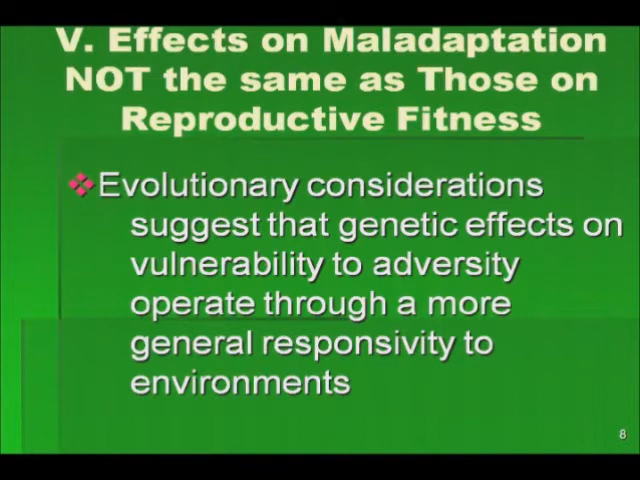 V. Effects on Maladaptation
NOT the same as Those on
Reproductive Fitness
Evolutionary considerations
suggest that genetic effects on
vulnerability to adversity
operate through a more
general responsivity to
environments
8